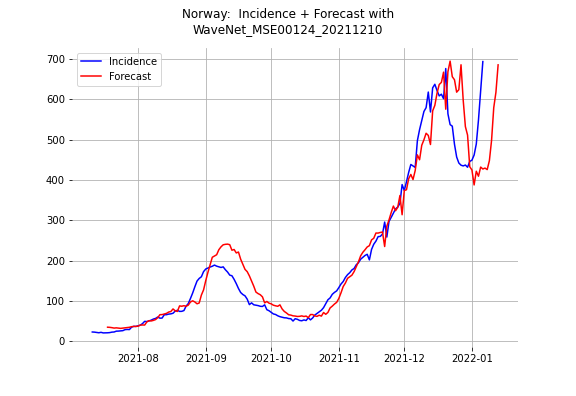 Norway:  Incidence + Forecast with
WaveNet_MSE00124_20211210
Incidence
Forecast
700
600
500
400
300
200
100
0
2021-08 2021-09 2021-10 2021-11 2021-12 2022-01